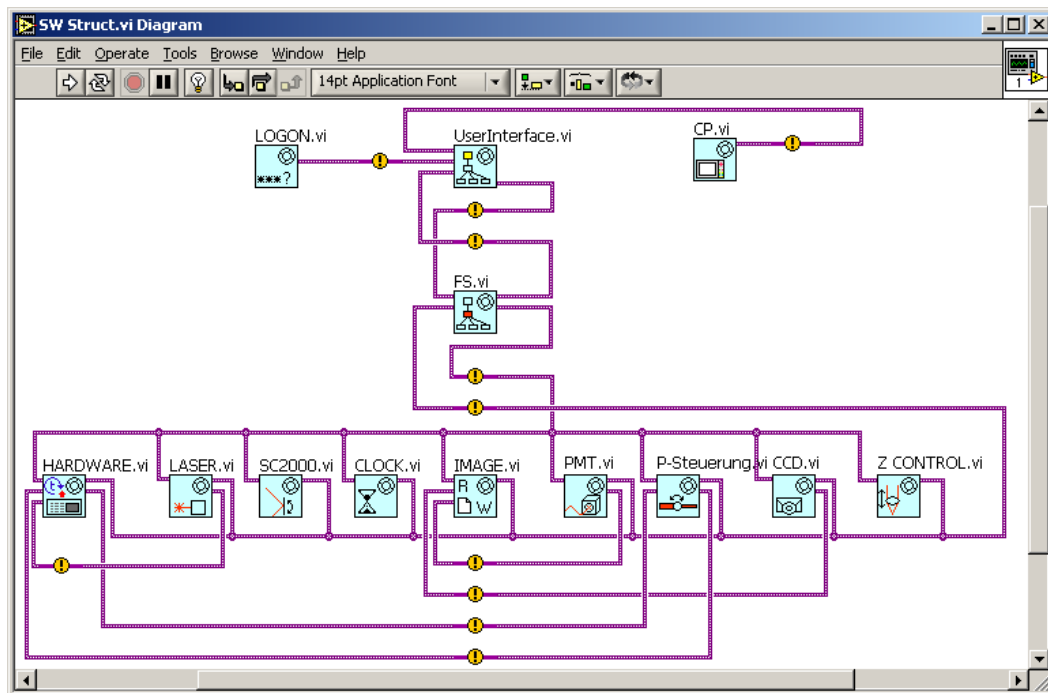 SW Struct.vi Diagram
File Edit Operate Tools Browse Window Help
14pt Application Font
1
LOGON.vi
UserInterface.vi
CP.vi
***?
FS.vi
HARDWARE.vi LASER.vi SC2000.vi CLOCK.vi IMAGE.vi PMT.vi P-Steuerung.vi CCD.vi Z CONTROL.vi
t
R
W